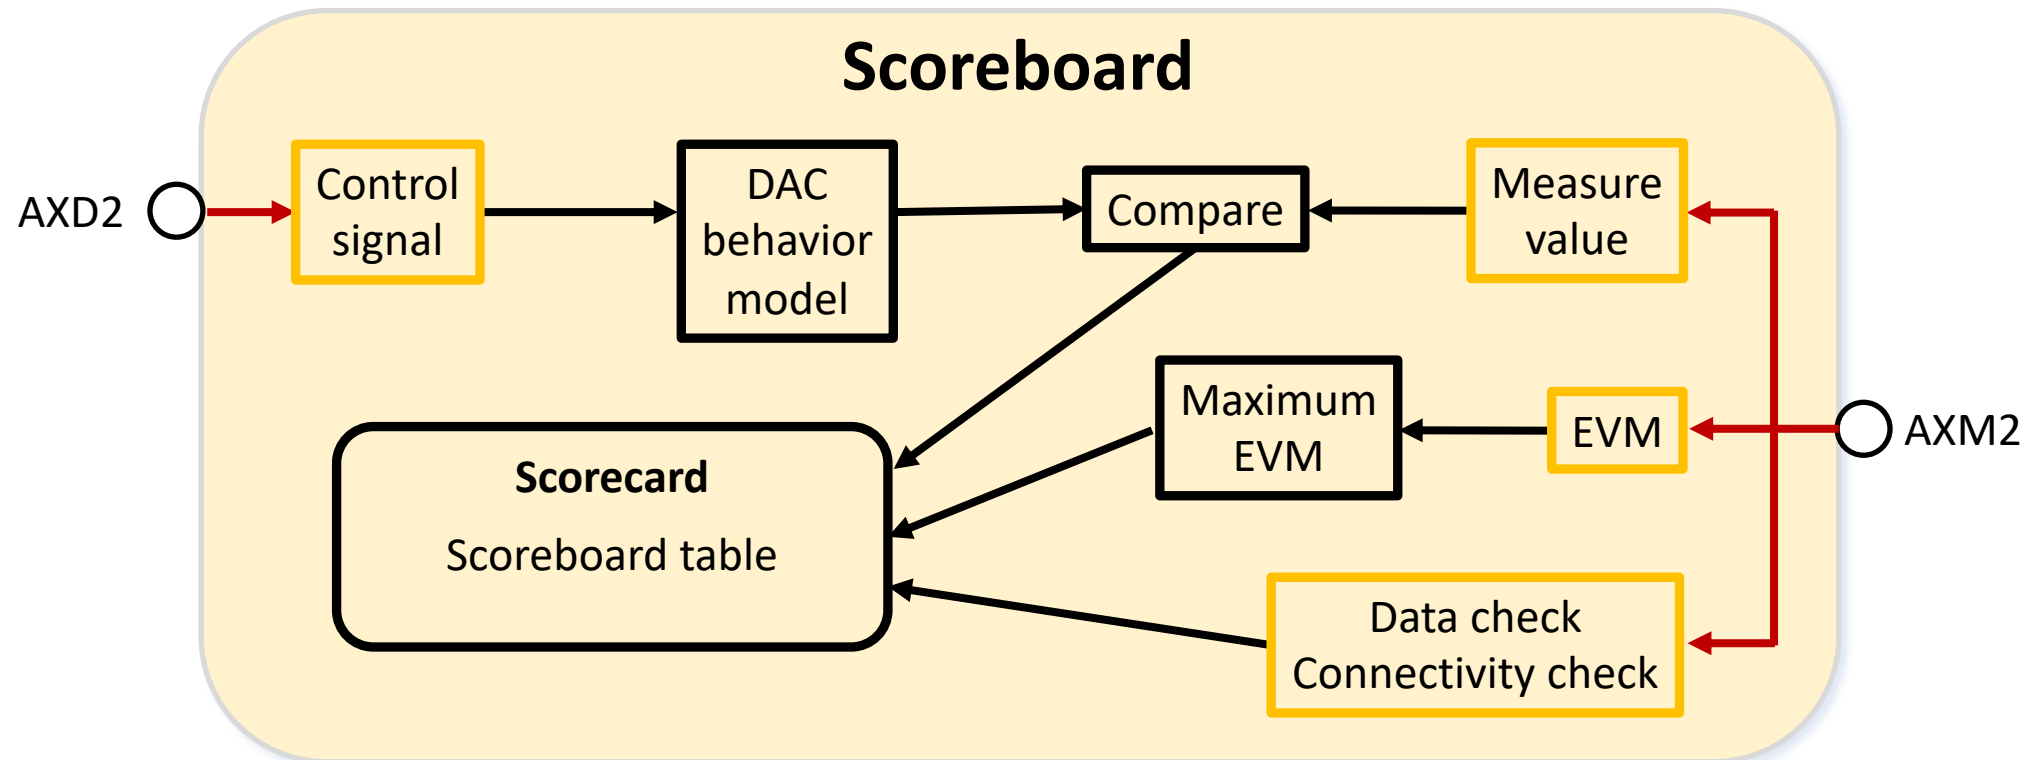 Scoreboard
AXD2
Control
signal
DAC
behavior
model
Compare
Measure
value
Maximum
EVM
EVM
AXM2
Scorecard
Scoreboard table
Data check
Connectivity check